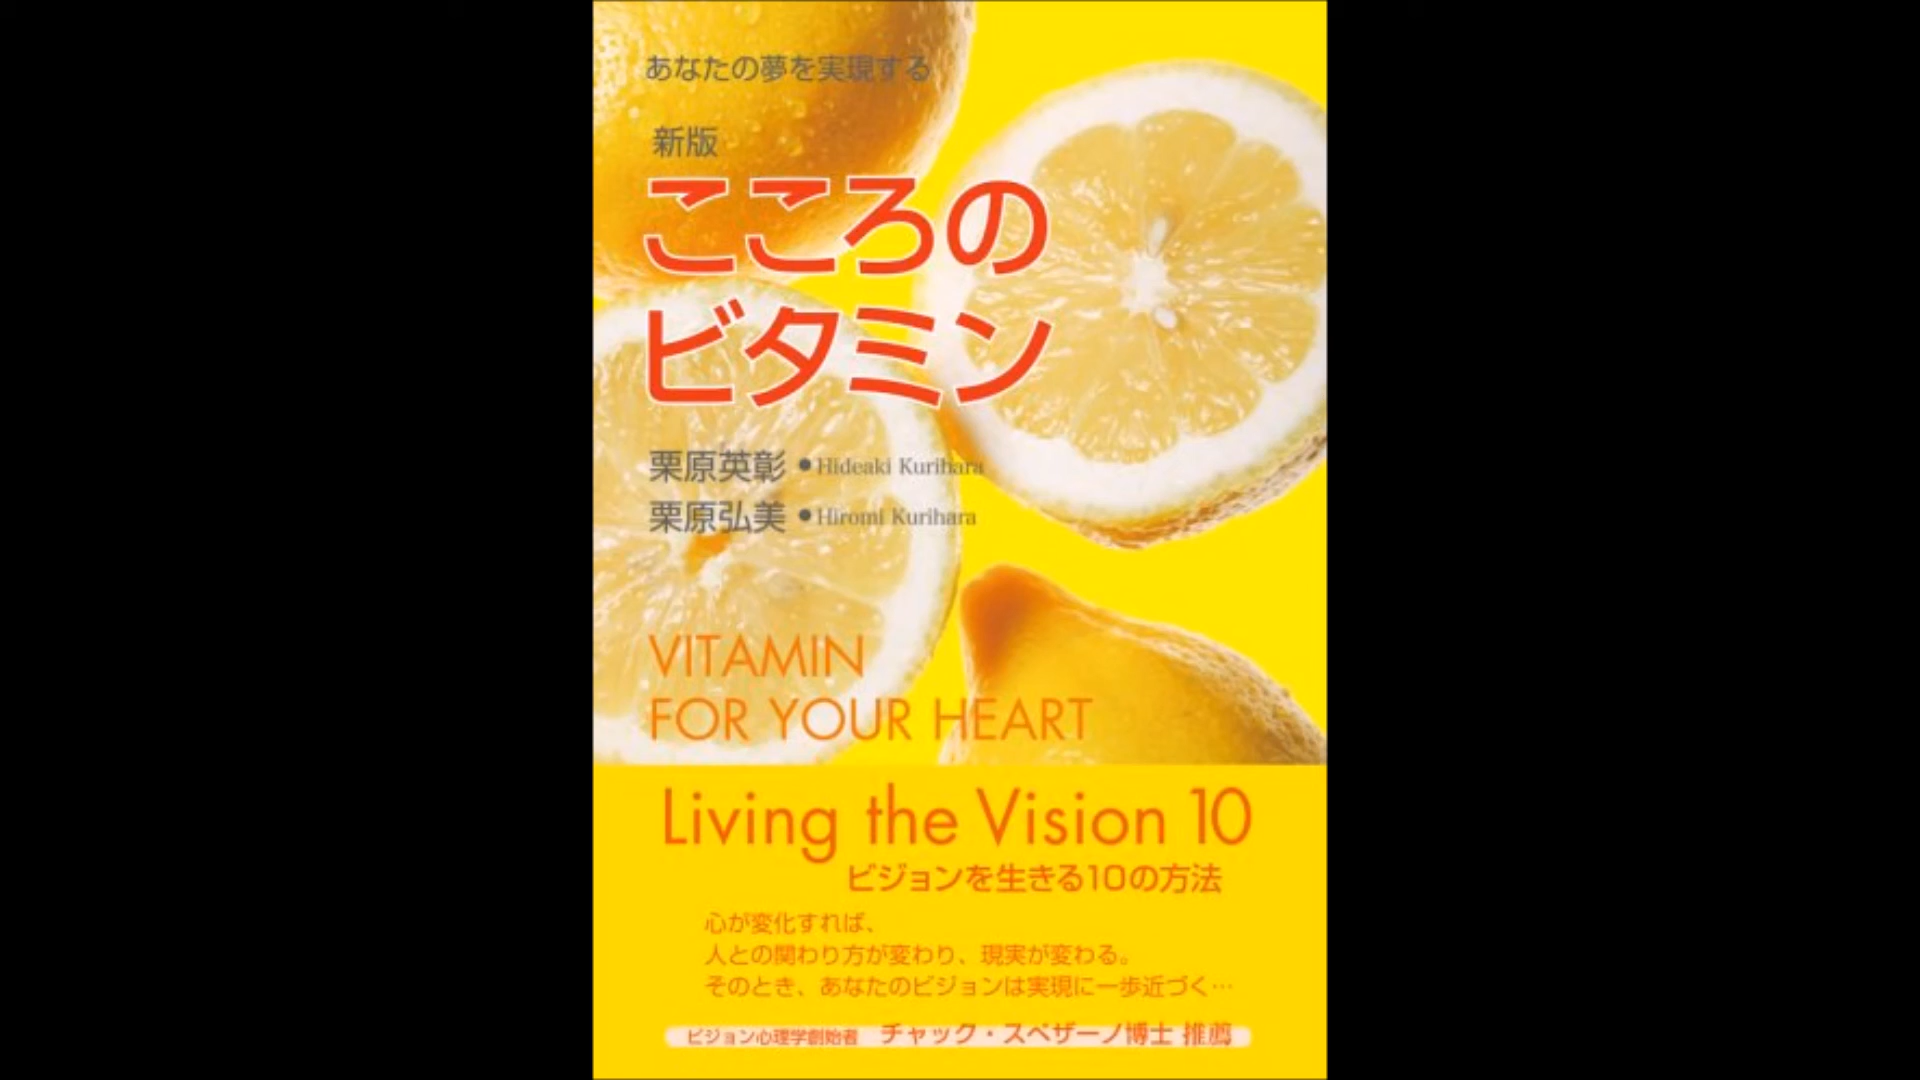 あなたの夢を実現する
新版
こころの
ビタミン
栗原英彰 ●Hideaki Kurihara
栗原弘美 ●Hiromi Kurihara
VITAMIN
FOR YOUR HEART
Living the Vision 10
ビジョンを生きる10の方法
心が変化すれば、
人との関わり方が変わり、現実が変わる。
そのとき、あなたのビジョンは実現に一歩近づく…
ビジョン心理学創始者 チャック・スペザーノ博士 推薦